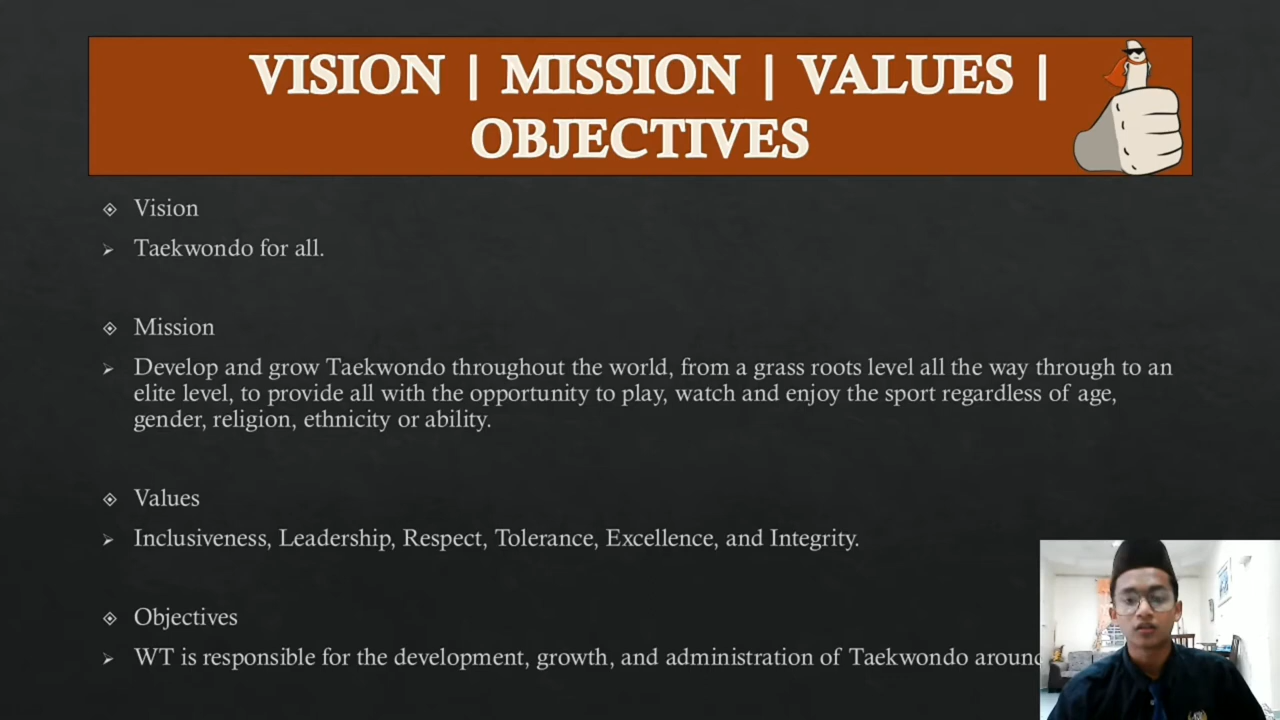 VISION | MISSION | VALUES |
OBJECTIVES
Vision
Taekwondo for all.
Mission
Develop and grow Taekwondo throughout the world, from a grass roots level all the way through to an
elite level, to provide all with the opportunity to play, watch and enjoy the sport regardless of age,
gender, religion, ethnicity or ability.
Values
Inclusiveness, Leadership, Respect, Tolerance, Excellence, and Integrity.
Objectives
WT is responsible for the development, growth, and administration of Taekwondo around